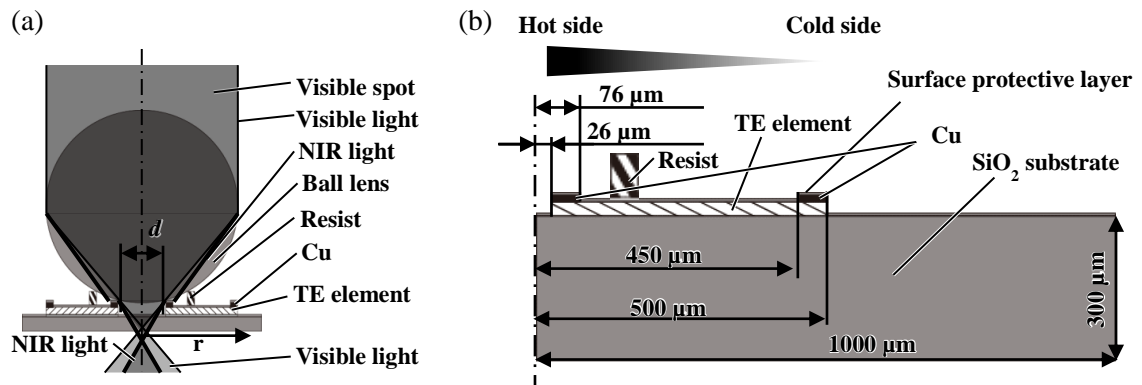 (a)
Visible spot
Visible light
NIR light
Ball lens
Resist
d
Cu
TE element
r
NIR light
Visible light
(b)
Hot side
Cold side
76 µm
Surface protective layer
26 µm
TE element
Cu
Resist
SiO₂ substrate
450 µm
500 µm
300 µm
1000 µm